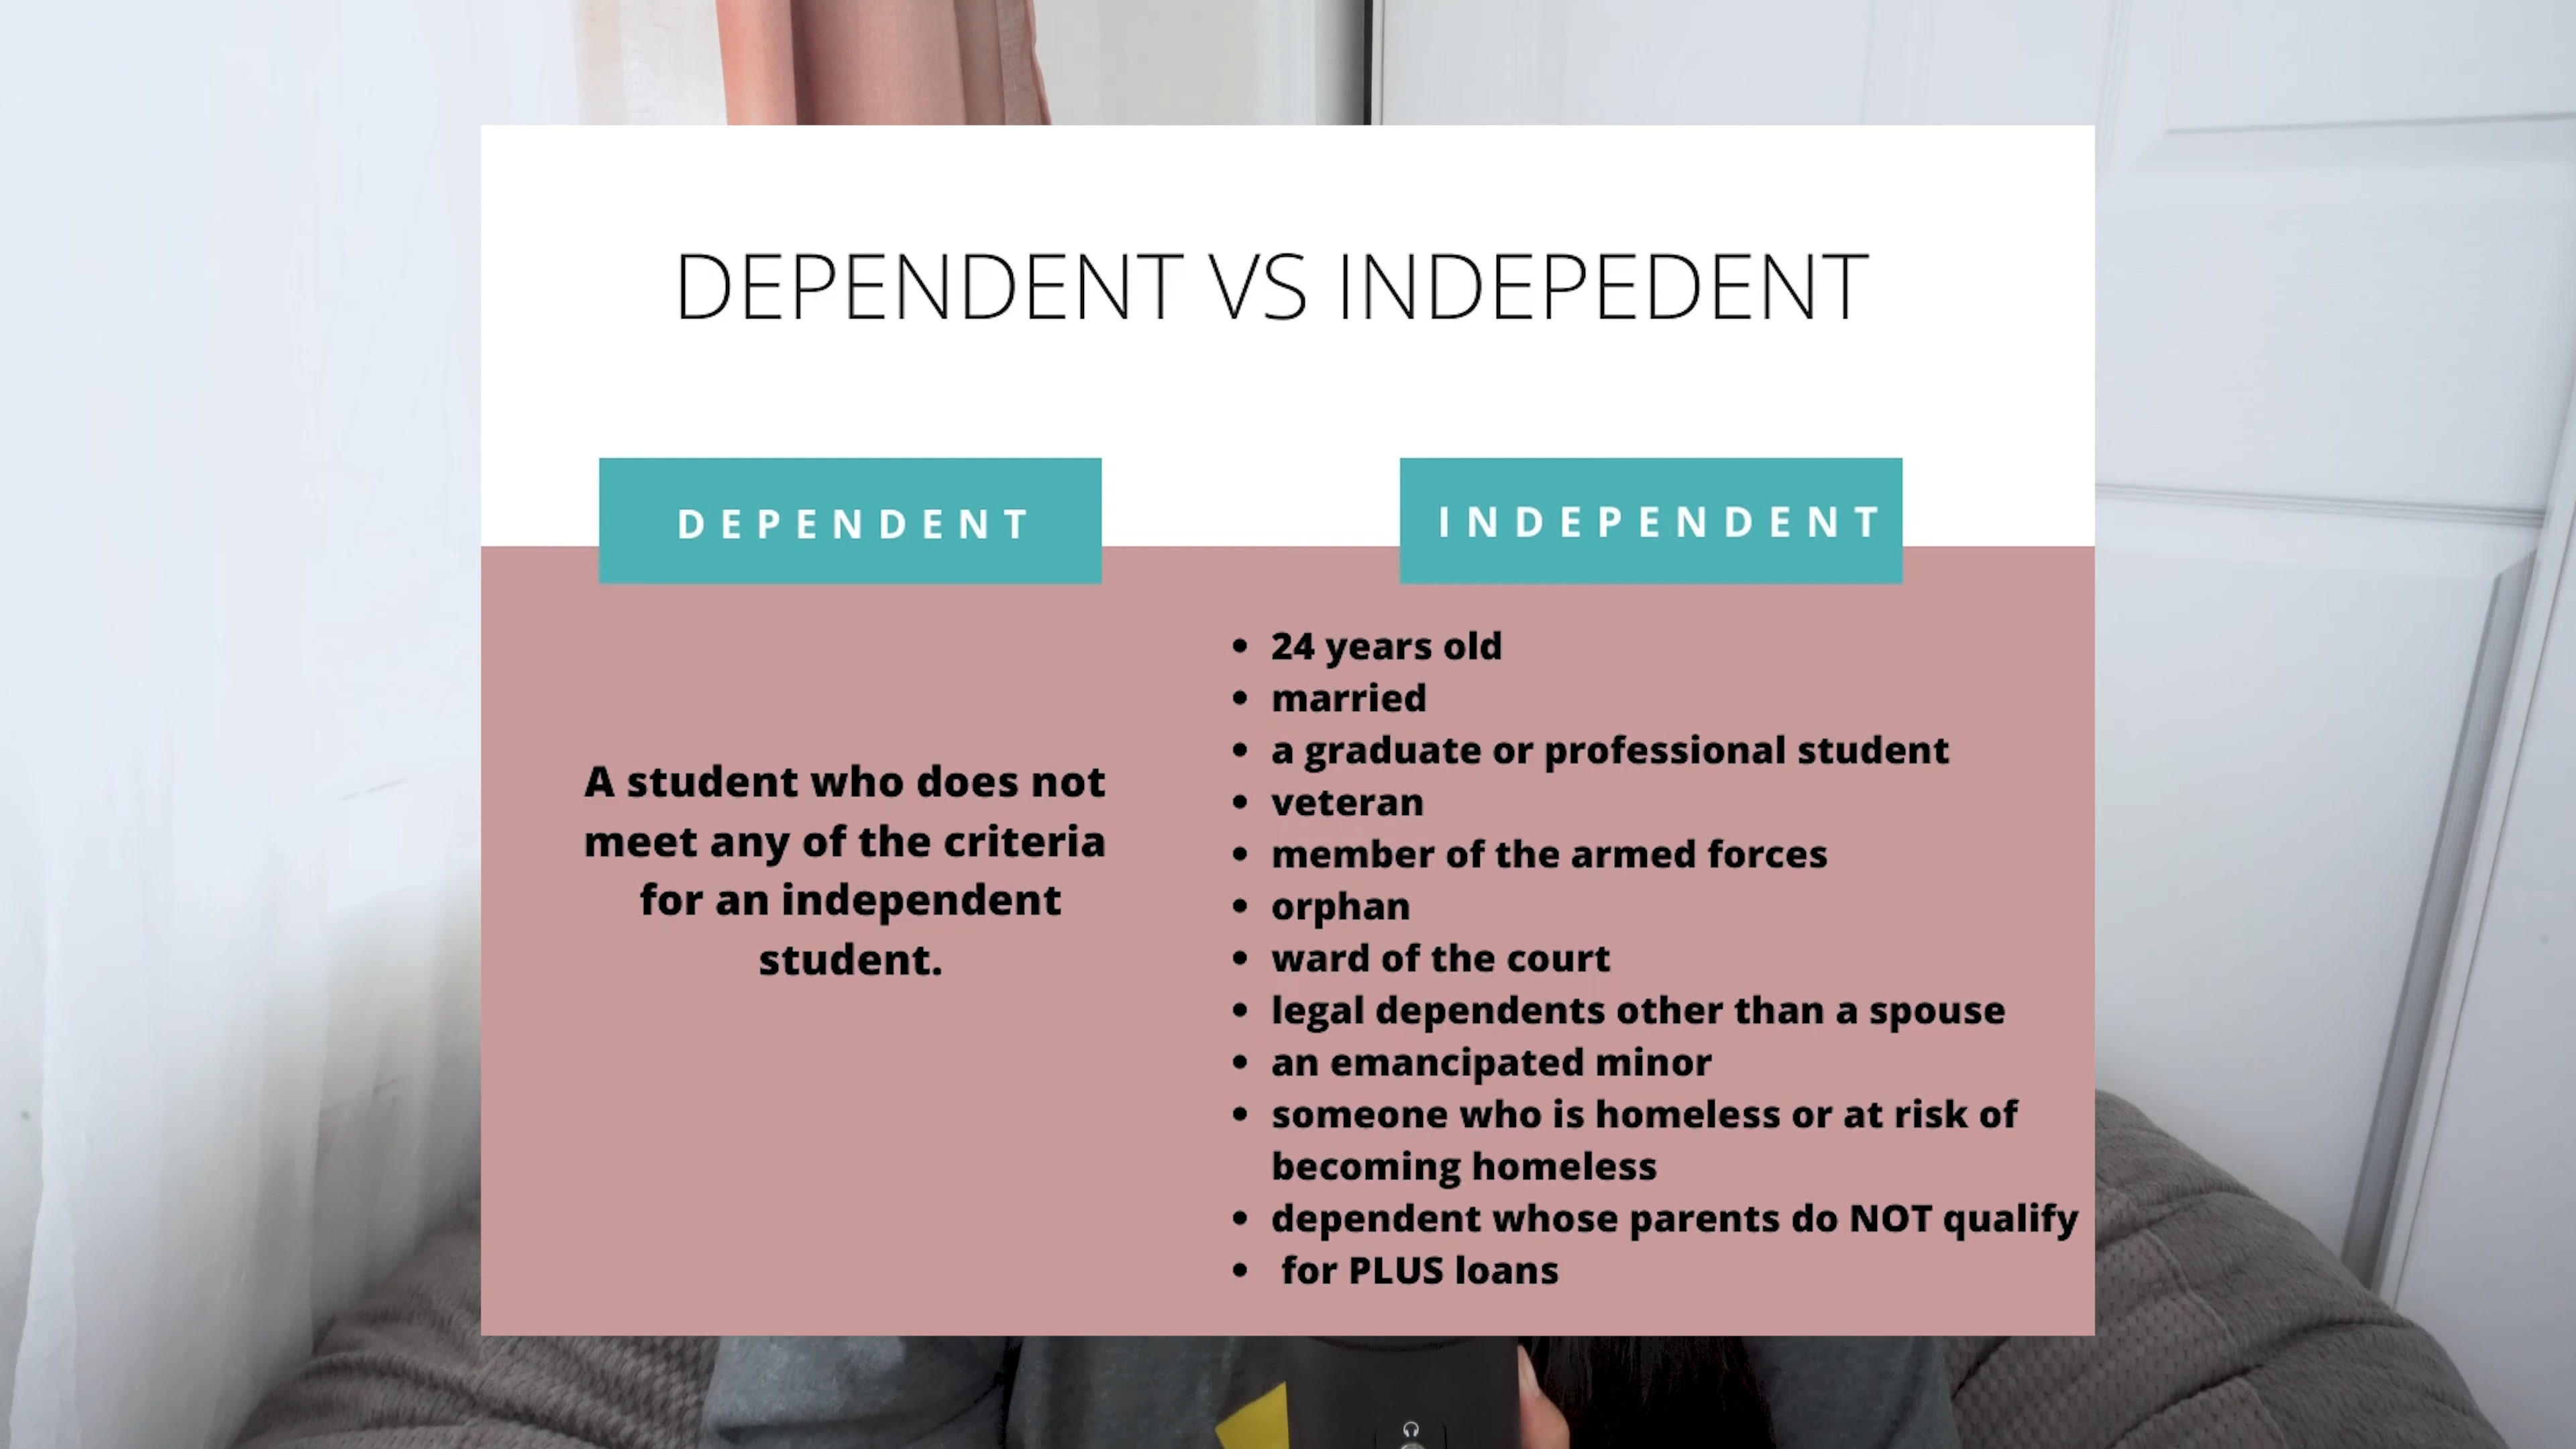 DEPENDENT VS INDEPEDENT
DEPENDENT
A student who does not
meet any of the criteria
for an independent
student.
INDEPENDENT
• 24 years old
• married
• a graduate or professional student
• veteran
• member of the armed forces
• orphan
• ward of the court
• legal dependents other than a spouse
• an emancipated minor
• someone who is homeless or at risk of
becoming homeless
• dependent whose parents do NOT qualify
• for PLUS loans